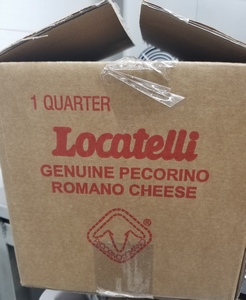 1 QUARTER
Locatelli
GENUINE PECORINO
ROMANO CHEESE
®